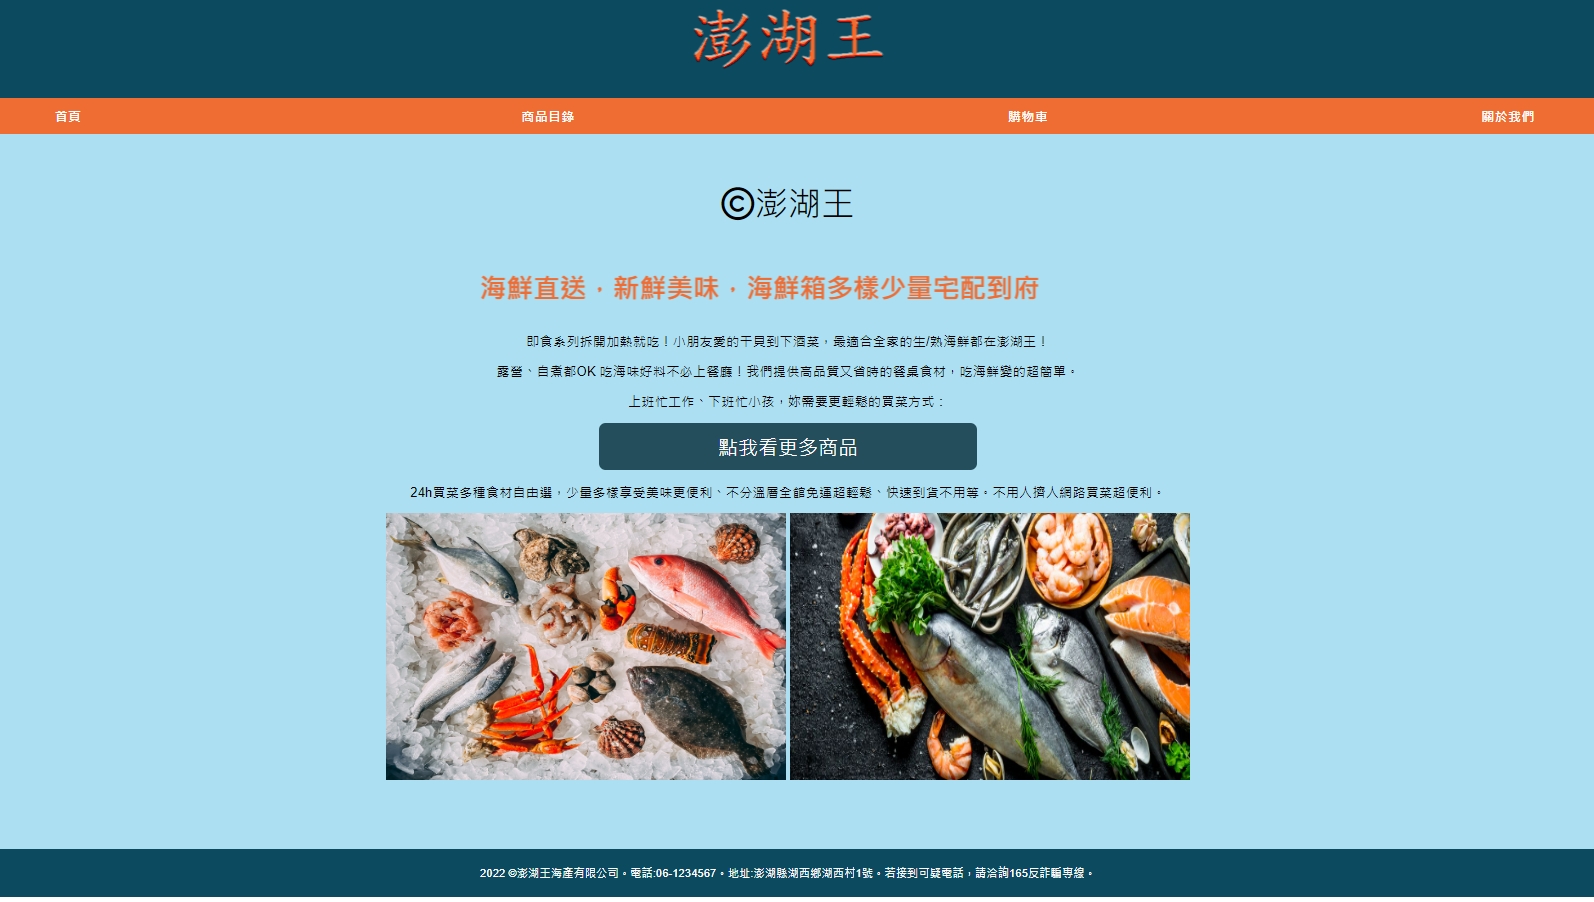 澎湖王
首頁 商品目錄 購物車 關於我們
©澎湖王
海鮮直送，新鮮美味，海鮮箱多樣少量宅配到府
即食系列拆開加熱就吃！小朋友愛的干貝到下酒菜，最適合全家的生/熟海鮮都在澎湖王！
露營、自煮都OK 吃海味好料不必上餐廳！我們提供高品質又省時的餐桌食材，吃海鮮變的超簡單。
上班忙工作、下班忙小孩，妳需要更輕鬆的買菜方式：
點我看更多商品
24h買菜多種食材自由選，少量多樣享受美味更便利、不分溫層全館免運超輕鬆、快速到貨不用等。不用人擠人網路買菜超便利。
2022 ©澎湖王海產有限公司。電話:06-1234567。地址:澎湖縣湖西鄉湖西村1號。若接到可疑電話，請洽詢165反詐騙專線。